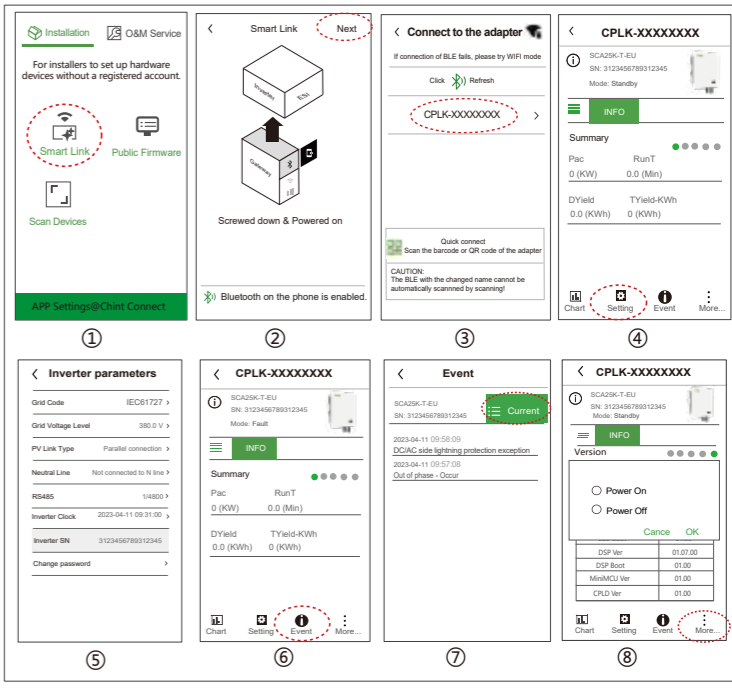 Installation
O&M Service
For installers to set up hardware
devices without a registered account.
Smart Link
Public Firmware
Scan Devices
APP Settings@Chint Connect
①
Smart Link
Next
Inverter
ESI
Gateway
Screwed down & Powered on
Bluetooth on the phone is enabled.
②
Connect to the adapter
If connection of BLE fails, please try WIFI mode
Click Refresh
CPLK-XXXXXXXX
Quick connect
Scan the barcode or QR code of the adapter
CAUTION:
The BLE with the changed name cannot be
automatically scannned by scanning!
③
CPLK-XXXXXXXX
SCA25K-T-EU
SN: 3123456789312345
Mode: Standby
INFO
Summary
Pac RunT
0 (KW) 0.0 (Min)
DYield TYield-KWh
0.0 (KWh) 0 (KWh)
Chart Setting Event More...
④
Inverter parameters
Grid Code IEC61727
Grid Voltage Level 380.0 V
PV Link Type Parallel connection
Neutral Line Not connected to N line
RS485 1/4800
Inverter Clock 2023-04-11 09:31:00
Inverter SN 3123456789312345
Change password
⑤
CPLK-XXXXXXXX
SCA25K-T-EU
SN: 3123456789312345
Mode: Fault
INFO
Summary
Pac RunT
0 (KW) 0.0 (Min)
DYield TYield-KWh
0.0 (KWh) 0 (KWh)
Chart Setting Event More...
⑥
Event
SCA25K-T-EU
SN: 3123456789312345
Current
2023-04-11 09:58:09
DC/AC side lightning protection exception
2023-04-11 09:57:08
Out of phase - Occur
⑦
CPLK-XXXXXXXX
SCA25K-T-EU
SN: 3123456789312345
Mode: Standby
INFO
Version
Power On
Power Off
Cance OK
DSP Ver 01.07.00
DSP Boot 01.00
MiniMCU Ver 01.00
CPLD Ver 01.00
Chart Setting Event More...
⑧